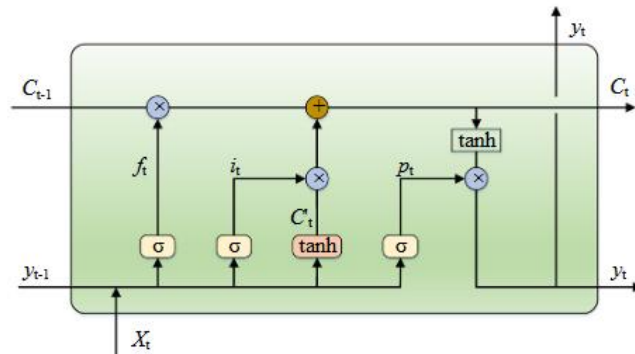 yt
Ct-1
×
+
Ct
tanh
ft
it
×
pt
×
C't
σ
σ
tanh
σ
yt-1
yt
Xt